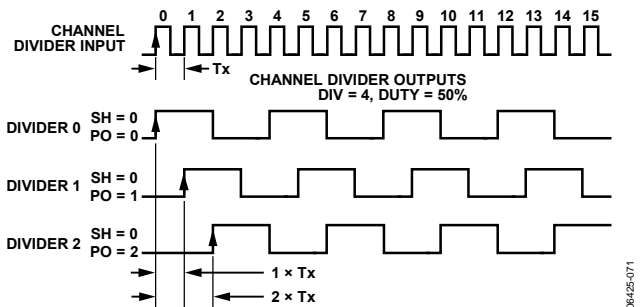 0 1 2 3 4 5 6 7 8 9 10 11 12 13 14 15
CHANNEL
DIVIDER INPUT
Tx
CHANNEL DIVIDER OUTPUTS
DIV = 4, DUTY = 50%
DIVIDER 0
SH = 0
PO = 0
DIVIDER 1
SH = 0
PO = 1
DIVIDER 2
SH = 0
PO = 2
1 × Tx
2 × Tx
06425-071